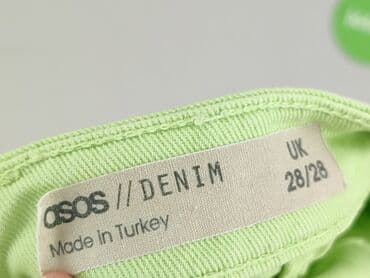 asos // DENIM
Made in Turkey
UK
28/28